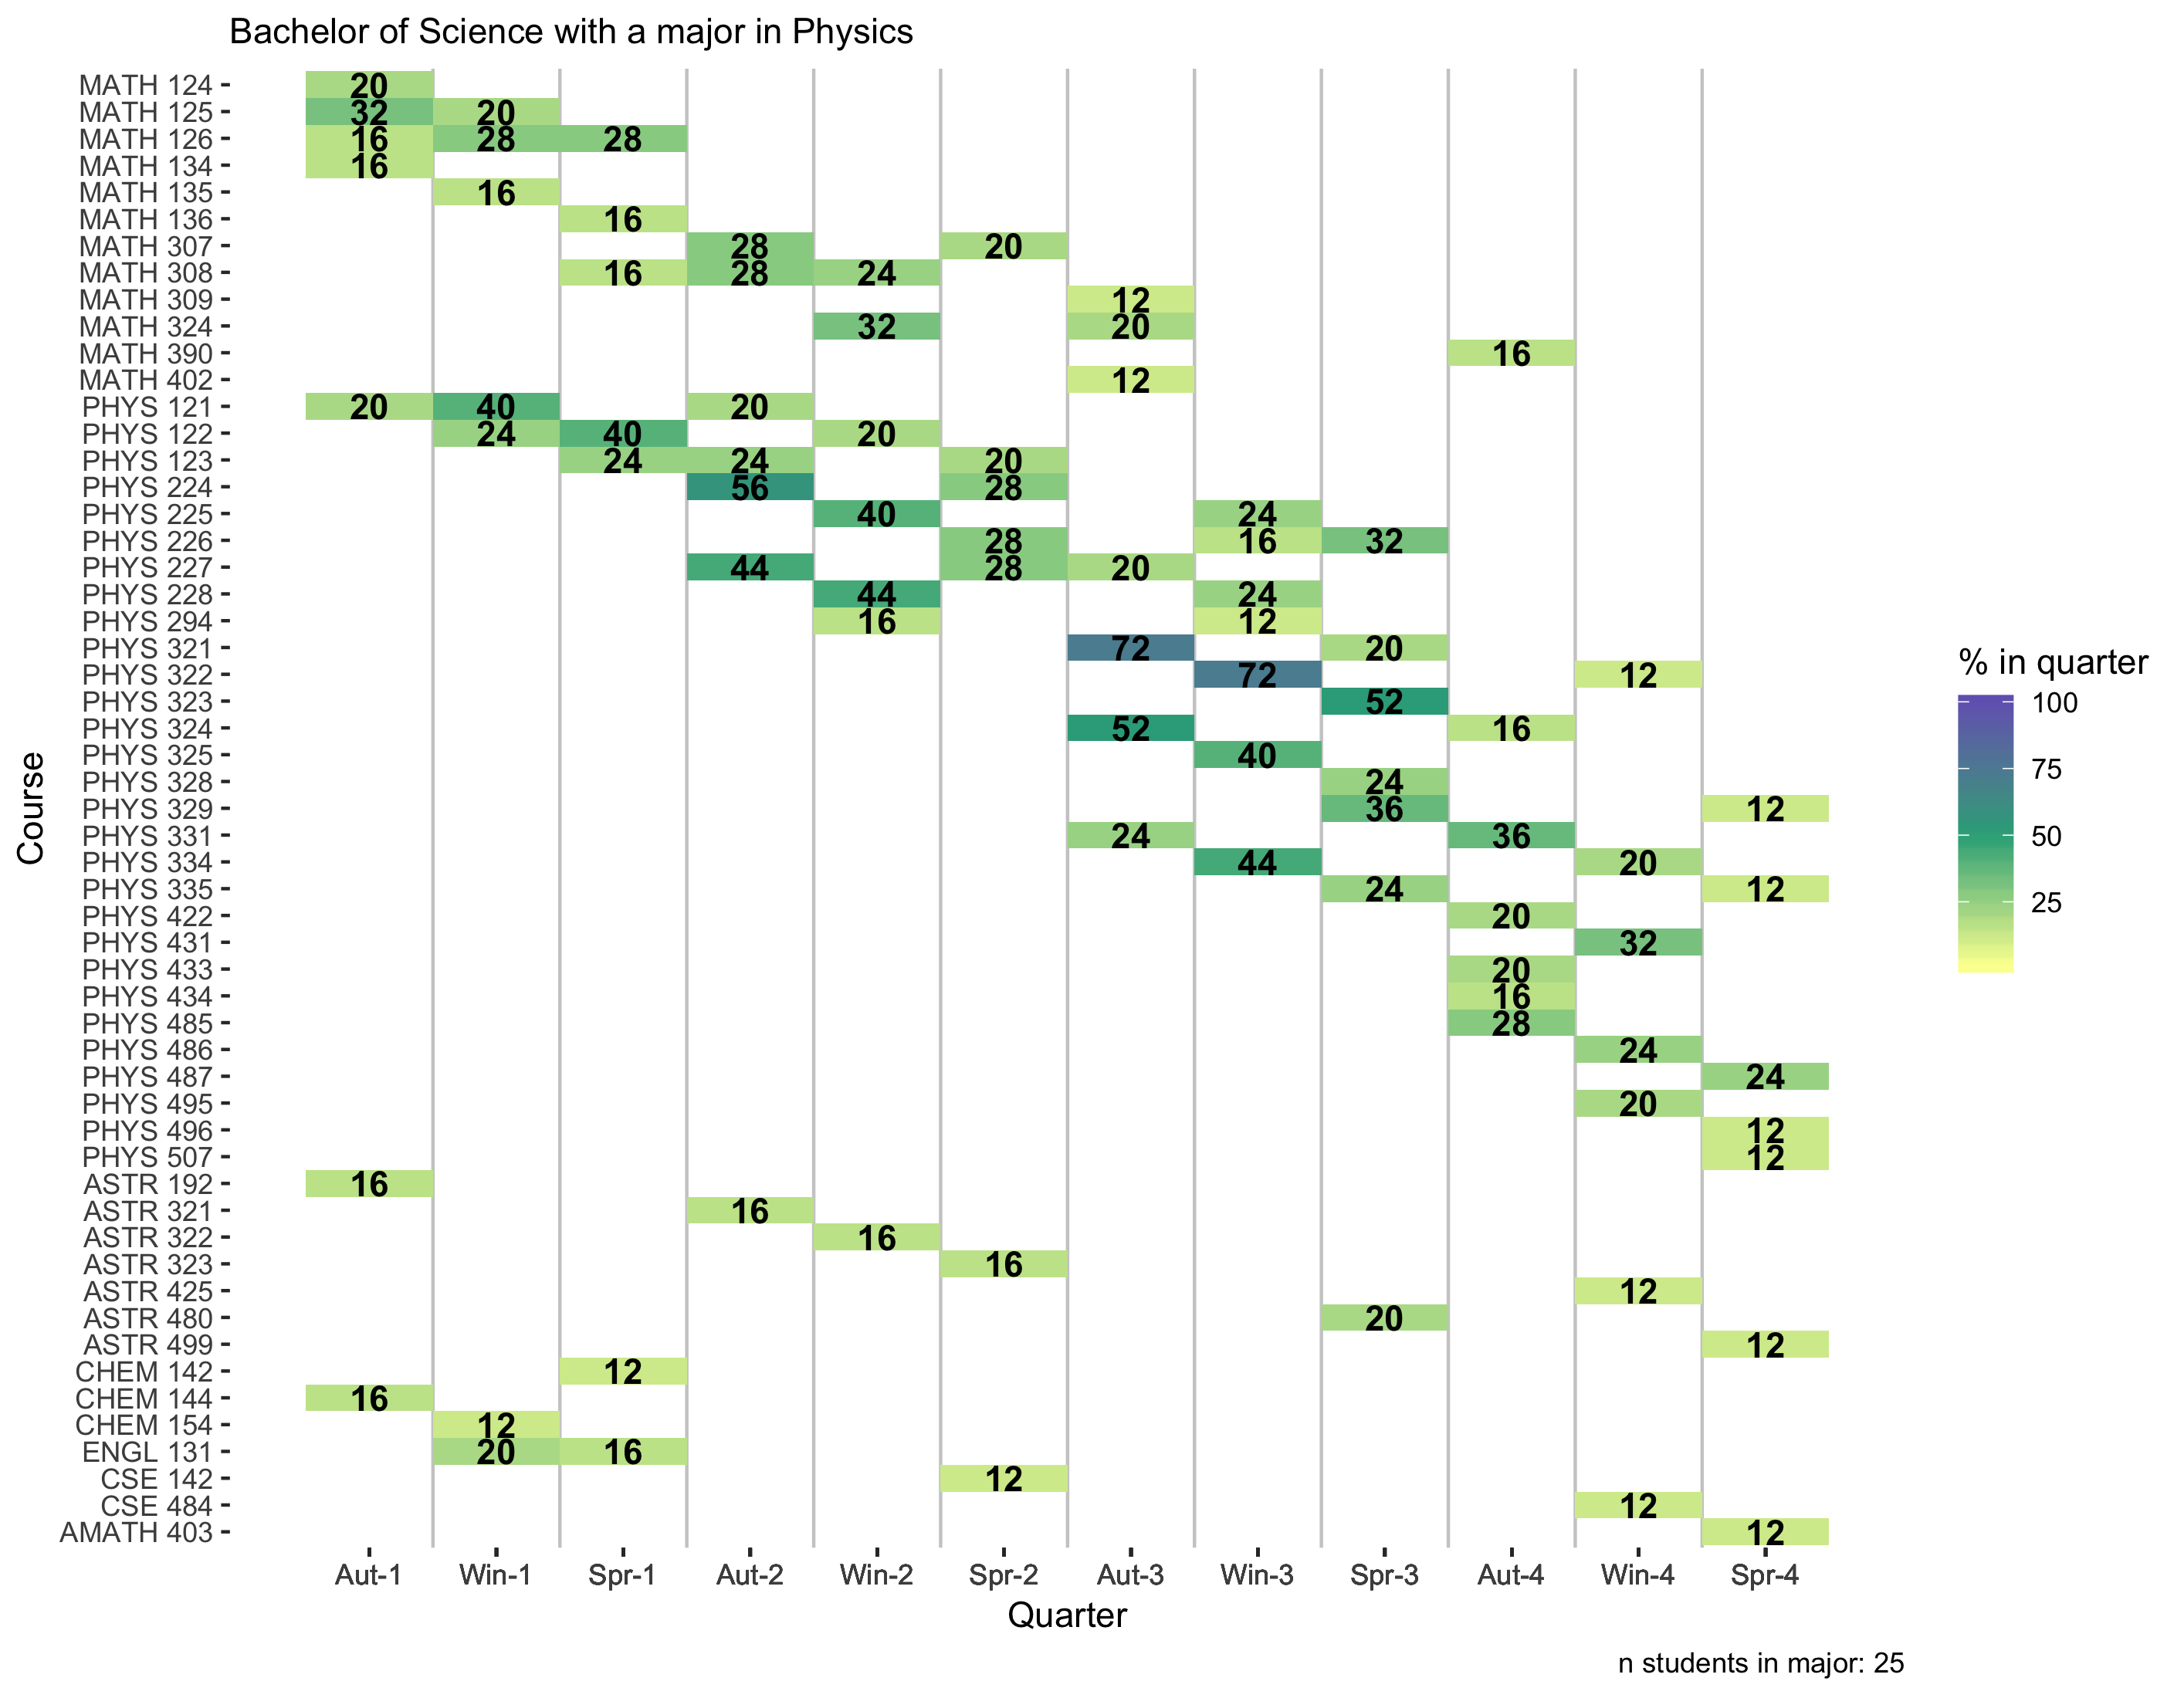 Bachelor of Science with a major in Physics
MATH 124 20
MATH 125 32 20
MATH 126 16 28 28
MATH 134 16
MATH 135 16
MATH 136 16
MATH 307 28 20
MATH 308 16 28 24
MATH 309 12
MATH 324 32 20
MATH 390 16
MATH 402 12
PHYS 121 20 40 20
PHYS 122 24 40 20
PHYS 123 24 24 20
PHYS 224 56 28
PHYS 225 40 24
PHYS 226 28 16 32
PHYS 227 44 28 20
PHYS 228 44 24
PHYS 294 16 12
PHYS 321 72 20
PHYS 322 72 12
PHYS 323 52
PHYS 324 52 16
PHYS 325 40
PHYS 328 24
PHYS 329 36 12
PHYS 331 24 36
PHYS 334 44 20
PHYS 335 24 12
PHYS 422 20
PHYS 431 32
PHYS 433 20
PHYS 434 16
PHYS 485 28
PHYS 486 24
PHYS 487 24
PHYS 495 20
PHYS 496 12
PHYS 507 12
ASTR 192 16
ASTR 321 16
ASTR 322 16
ASTR 323 16
ASTR 425 12
ASTR 480 20
ASTR 499 12
CHEM 142 12
CHEM 144 16
CHEM 154 12
ENGL 131 20 16
CSE 142 12
CSE 484 12
AMATH 403 12
Course
Aut-1 Win-1 Spr-1 Aut-2 Win-2 Spr-2 Aut-3 Win-3 Spr-3 Aut-4 Win-4 Spr-4
Quarter
% in quarter
100
75
50
25
n students in major: 25